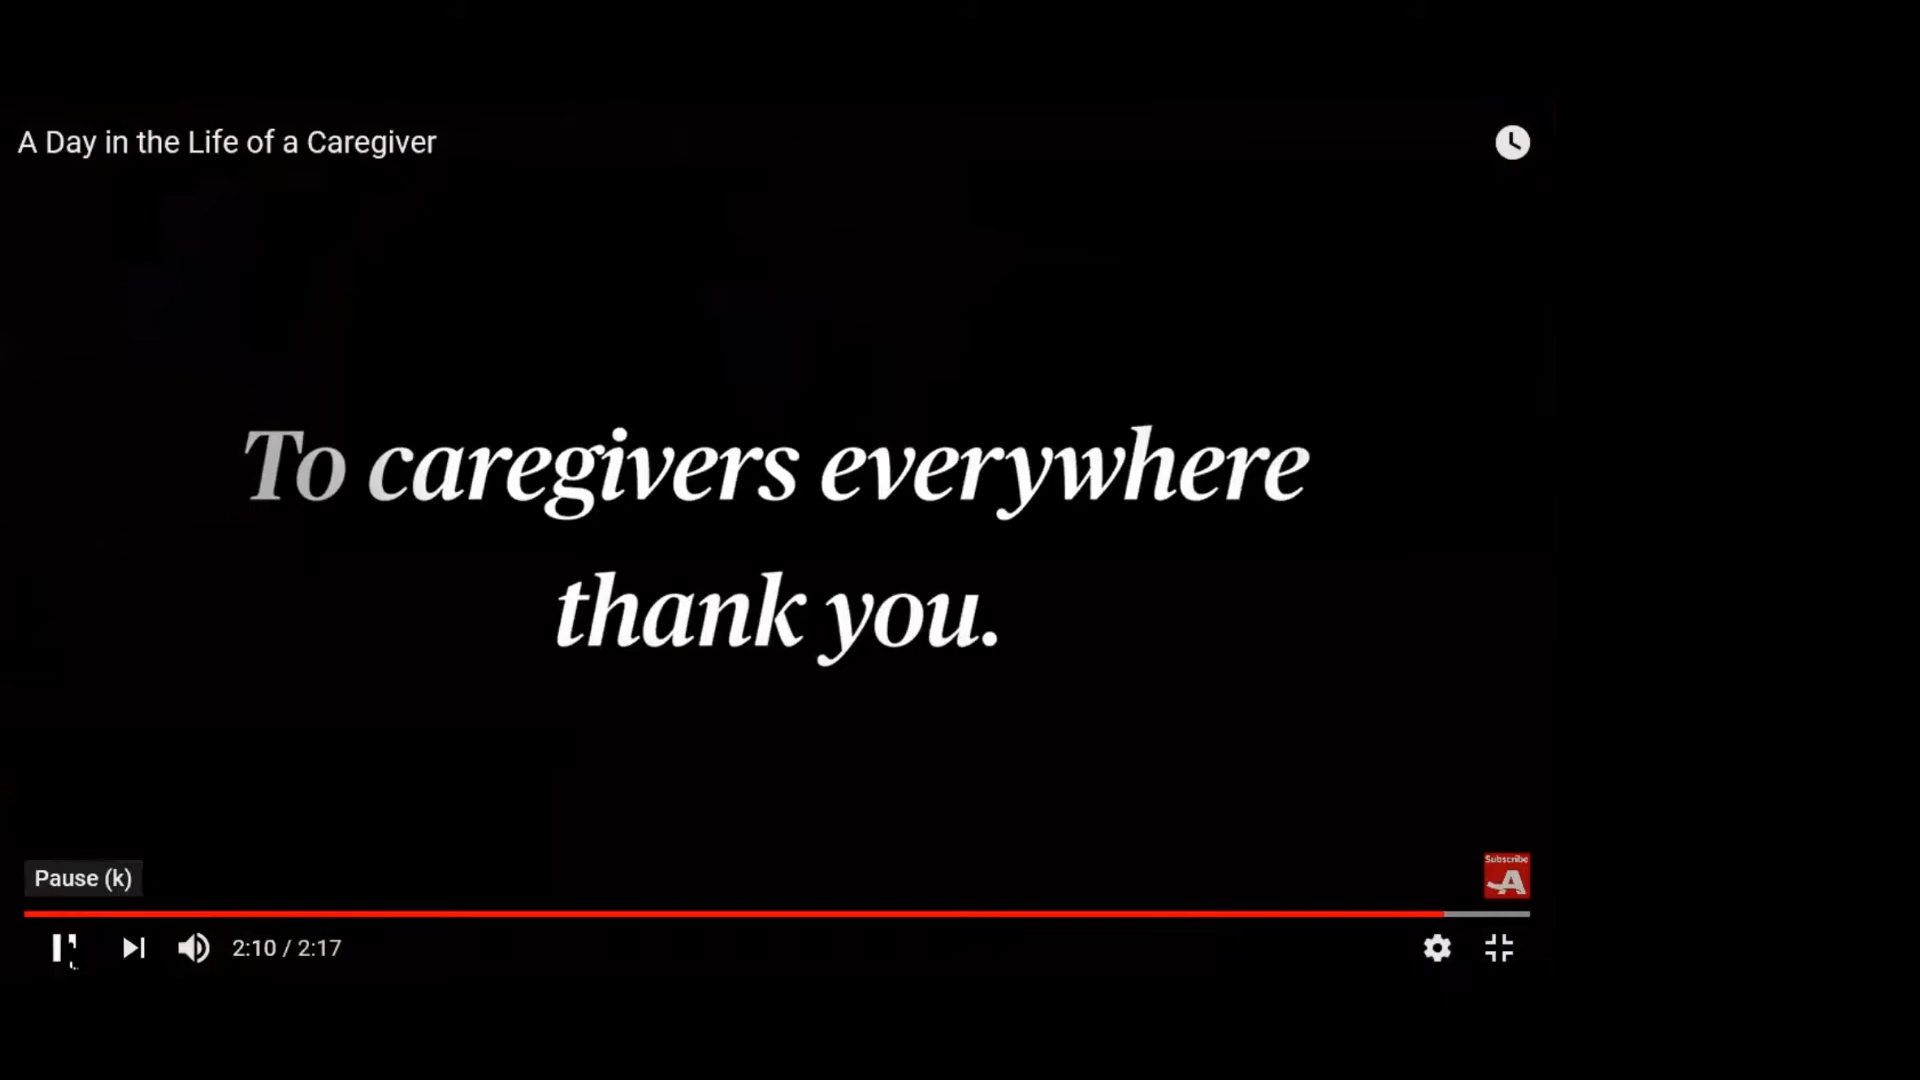 A Day in the Life of a Caregiver
To caregivers everywhere
thank you.
Subscribe
A
Pause (k)
2:10 / 2:17